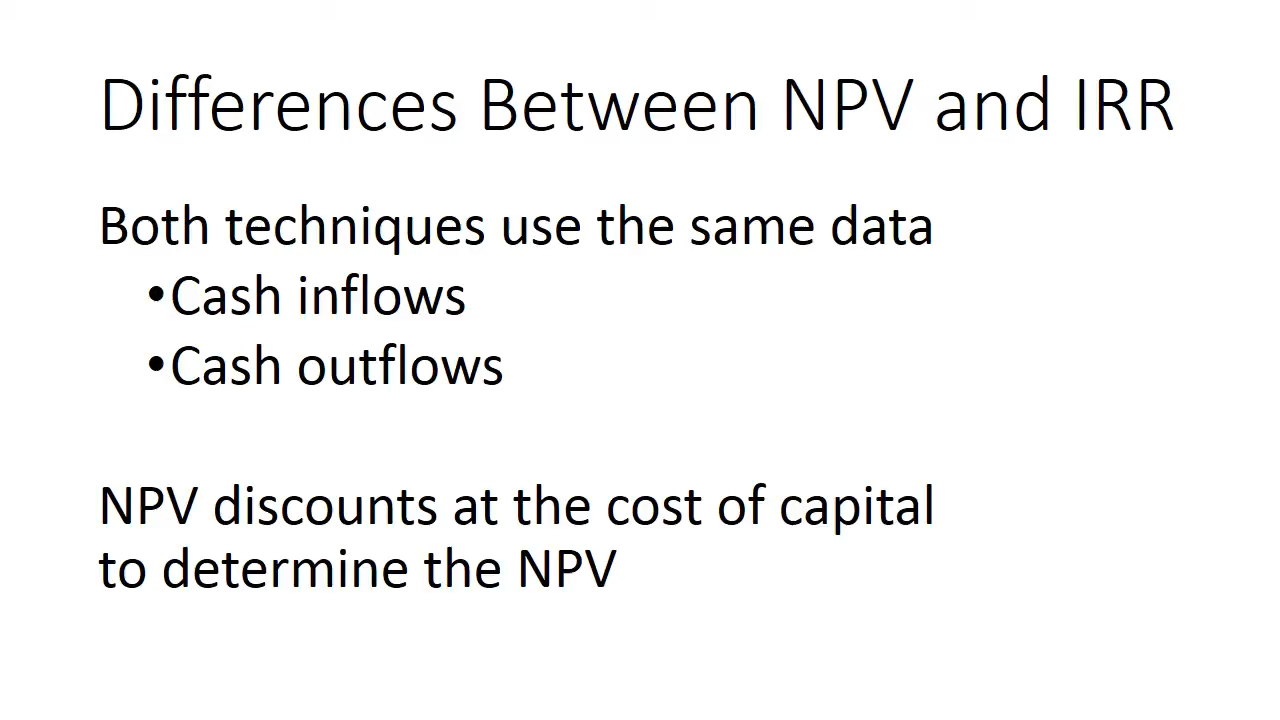 Differences Between NPV and IRR
Both techniques use the same data
•Cash inflows
•Cash outflows
NPV discounts at the cost of capital
to determine the NPV